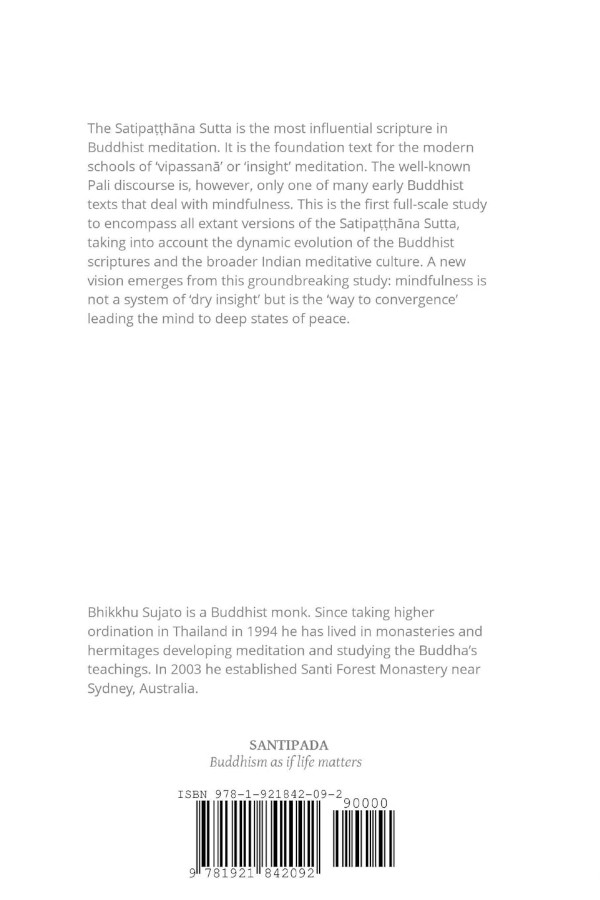 The Satipaṭṭhāna Sutta is the most influential scripture in
Buddhist meditation. It is the foundation text for the modern
schools of ‘vipassanā’ or ‘insight’ meditation. The well-known
Pali discourse is, however, only one of many early Buddhist
texts that deal with mindfulness. This is the first full-scale study
to encompass all extant versions of the Satipaṭṭhāna Sutta,
taking into account the dynamic evolution of the Buddhist
scriptures and the broader Indian meditative culture. A new
vision emerges from this groundbreaking study: mindfulness is
not a system of ‘dry insight’ but is the ‘way to convergence’
leading the mind to deep states of peace.
Bhikkhu Sujato is a Buddhist monk. Since taking higher
ordination in Thailand in 1994 he has lived in monasteries and
hermitages developing meditation and studying the Buddha’s
teachings. In 2003 he established Santi Forest Monastery near
Sydney, Australia.
SANTIPADA
Buddhism as if life matters
ISBN 978-1-921842-09-2
90000
9 781921 842092